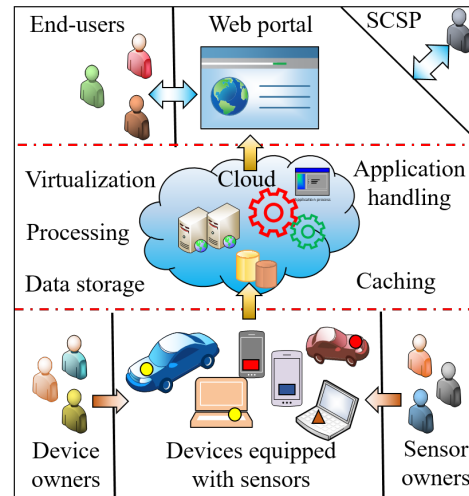 End-users
Web portal
SCSP
Virtualization
Cloud
Application
handling
Processing
Data storage
Caching
Device
owners
Devices equipped
with sensors
Sensor
owners